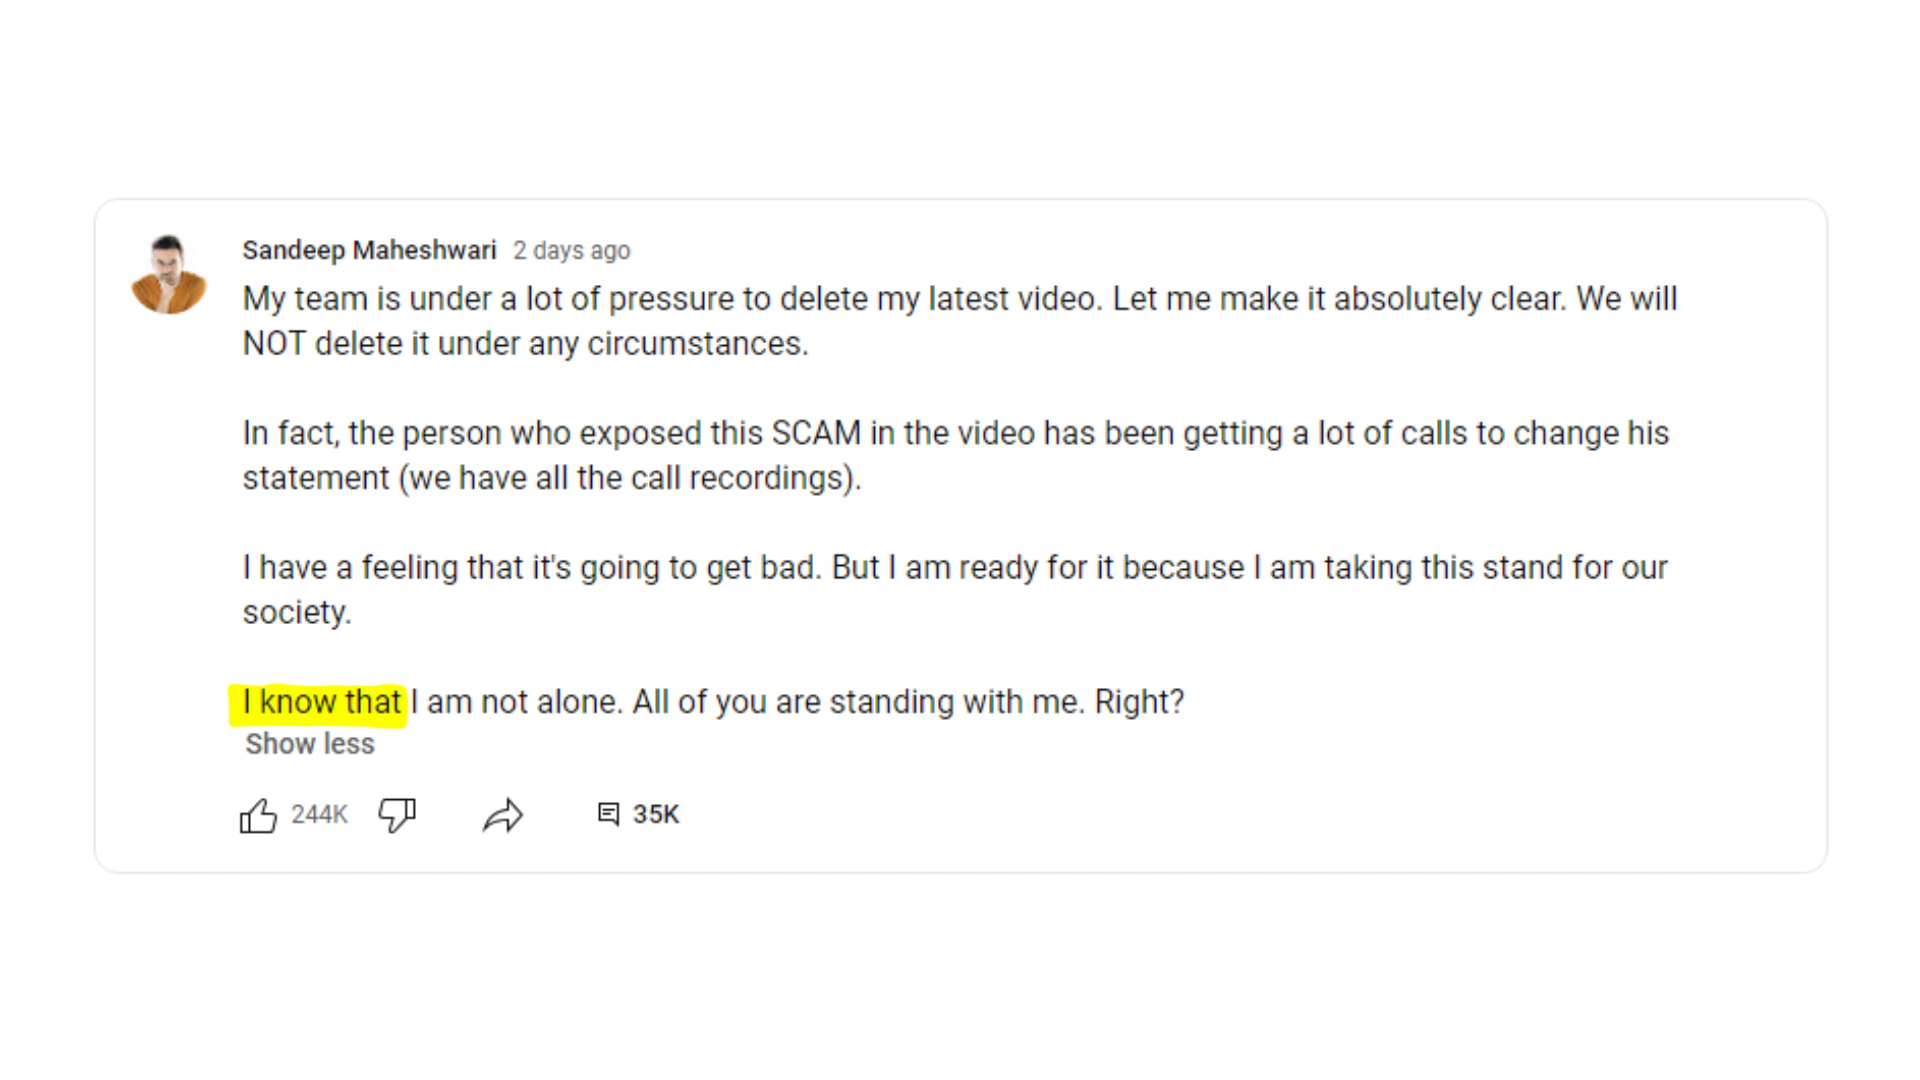 Sandeep Maheshwari 2 days ago
My team is under a lot of pressure to delete my latest video. Let me make it absolutely clear. We will
NOT delete it under any circumstances.
In fact, the person who exposed this SCAM in the video has been getting a lot of calls to change his
statement (we have all the call recordings).
I have a feeling that it's going to get bad. But I am ready for it because I am taking this stand for our
society.
I know that I am not alone. All of you are standing with me. Right?
Show less
244K 35K